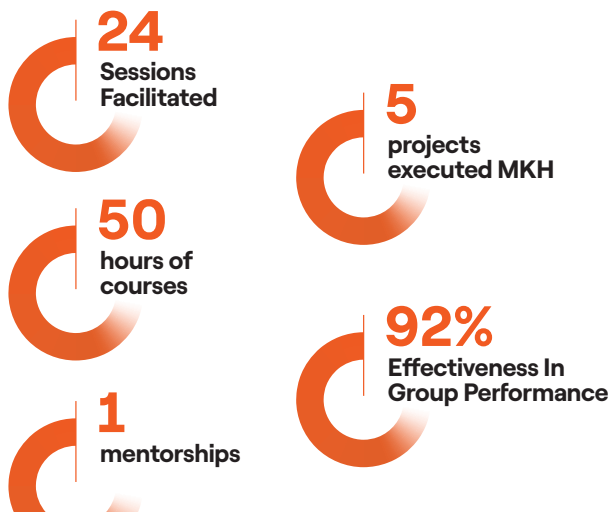 24
Sessions
Facilitated
50
hours of
courses
1
mentorships
5
projects
executed MKH
92%
Effectiveness In
Group Performance